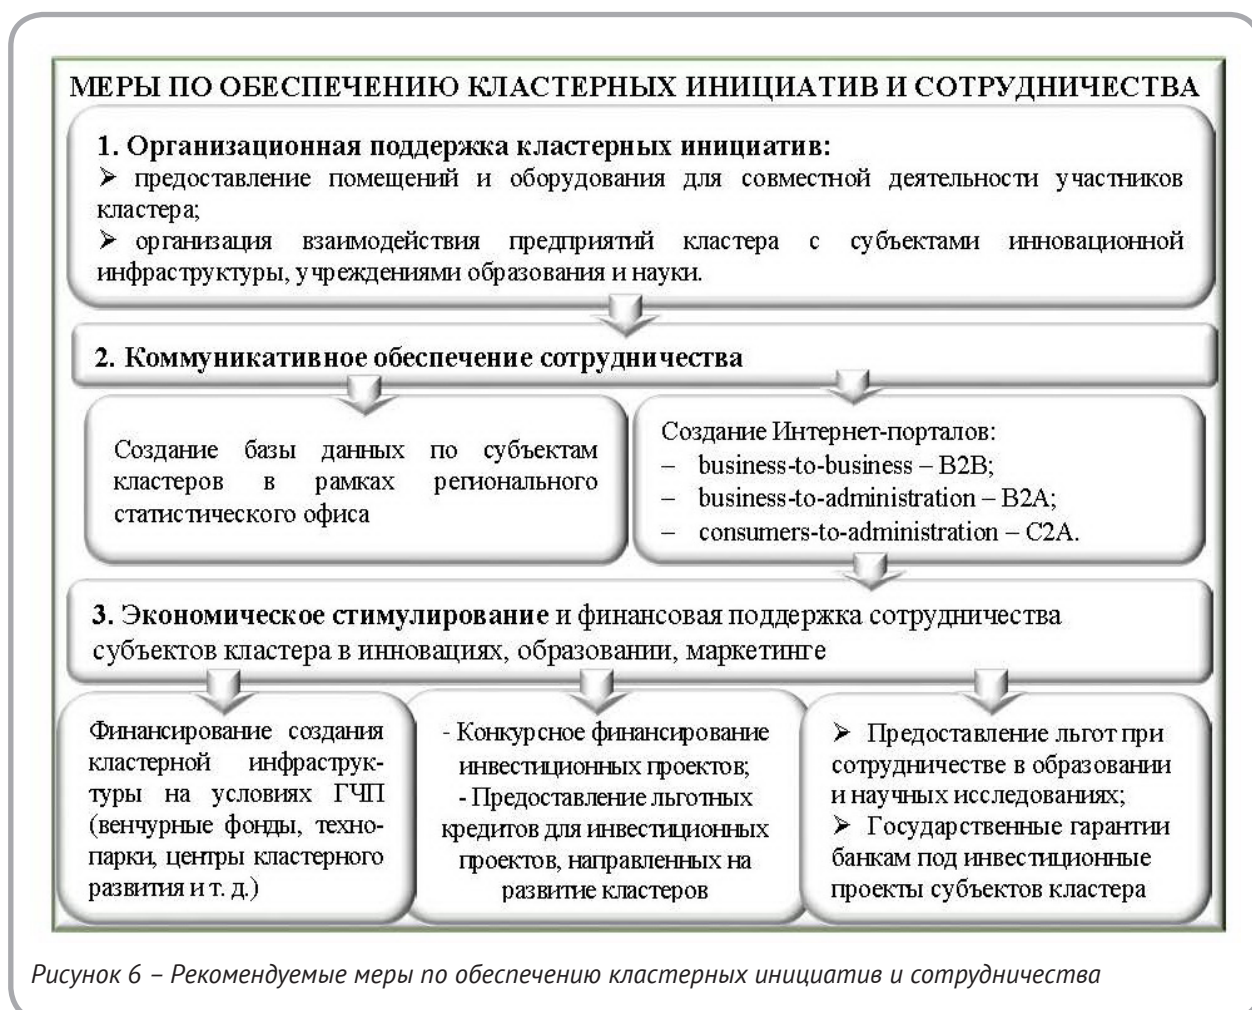 МЕРЫ ПО ОБЕСПЕЧЕНИЮ КЛАСТЕРНЫХ ИНИЦИАТИВ И СОТРУДНИЧЕСТВА
1. Организационная поддержка кластерных инициатив:
➢ предоставление помещений и оборудования для совместной деятельности участников
кластера;
➢ организация взаимодействия предприятий кластера с субъектами инновационной
инфраструктуры, учреждениями образования и науки.
2. Коммуникативное обеспечение сотрудничества
Создание базы данных по субъектам
кластеров в рамках регионального
статистического офиса
Создание Интернет-порталов:
– business-to-business – B2B;
– business-to-administration – B2A;
– consumers-to-administration – C2A.
3. Экономическое стимулирование и финансовая поддержка сотрудничества
субъектов кластера в инновациях, образовании, маркетинге
Финансирование создания
кластерной инфраструк-
туры на условиях ГЧП
(венчурные фонды, техно-
парки, центры кластерного
развития и т. д.)
- Конкурсное финансирование
инвестиционных проектов;
- Предоставление льготных
кредитов для инвестиционных
проектов, направленных на
развитие кластеров
➢ Предоставление льгот при
сотрудничестве в образовании
и научных исследованиях;
➢ Государственные гарантии
банкам под инвестиционные
проекты субъектов кластера
Рисунок 6 – Рекомендуемые меры по обеспечению кластерных инициатив и сотрудничества